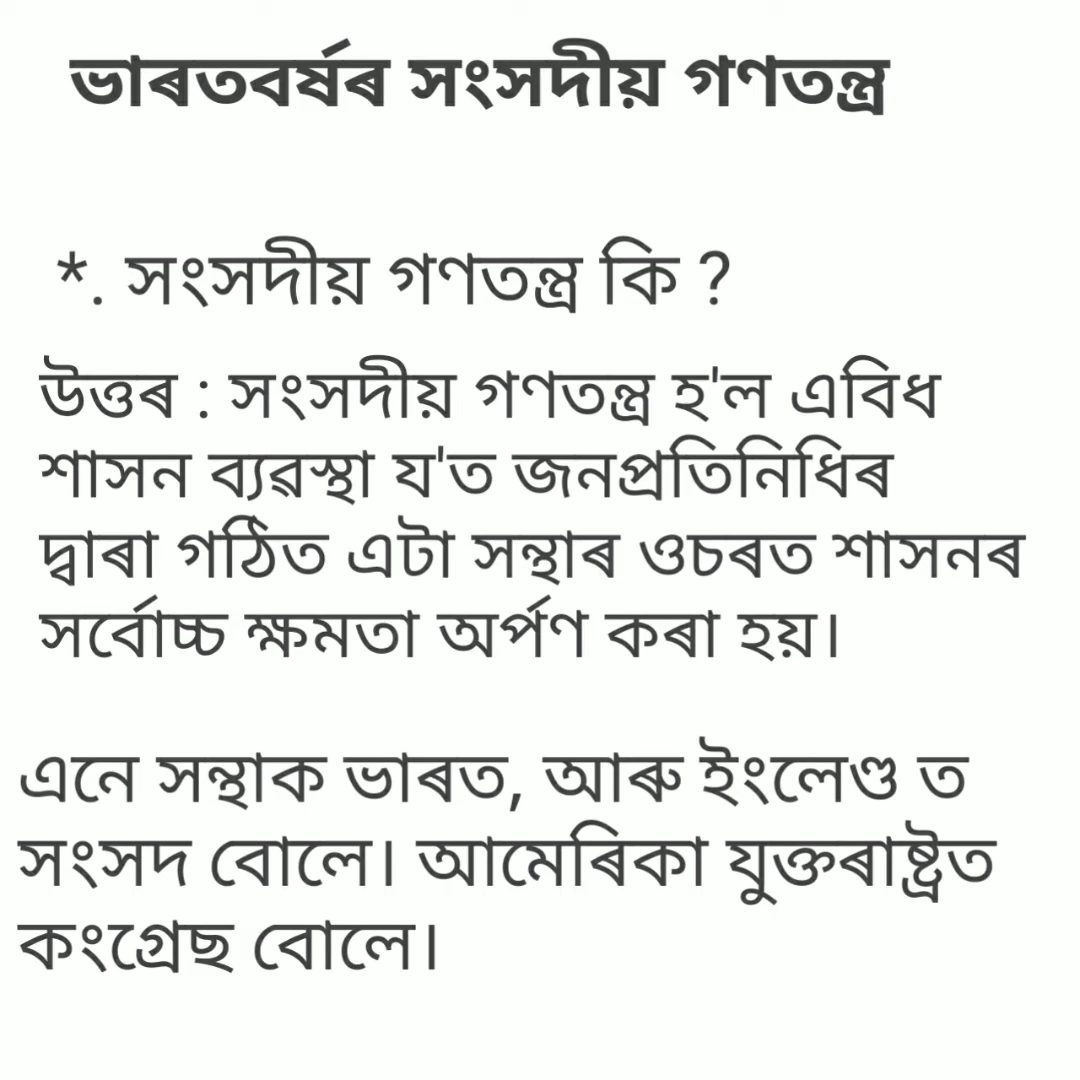 ভাৰতবৰ্ষৰ সংসদীয় গণতন্ত্ৰ
*. সংসদীয় গণতন্ত্ৰ কি ?
উত্তৰ : সংসদীয় গণতন্ত্ৰ হ'ল এবিধ
শাসন ব্যৱস্থা য'ত জনপ্ৰতিনিধিৰ
দ্বাৰা গঠিত এটা সন্থাৰ ওচৰত শাসনৰ
সৰ্বোচ্চ ক্ষমতা অৰ্পণ কৰা হয়।
এনে সন্থাক ভাৰত, আৰু ইংলেণ্ড ত
সংসদ বোলে। আমেৰিকা যুক্তৰাষ্ট্ৰত
কংগ্ৰেছ বোলে।